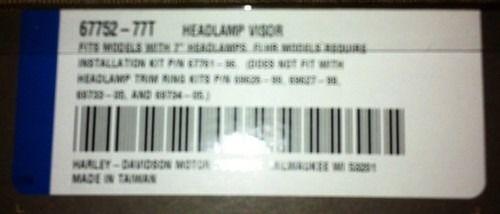 67752-77T HEADLAMP VISOR
FITS MODELS WITH 7" HEADLAMPS. FLHR MODELS REQUIRE
INSTALLATION KIT P/N 67761-96. (DOES NOT FIT WITH
HEADLAMP TRIM RING KITS P/N 69626-99, 69627-99,
69733-05, AND 69734-05.)
HARLEY-DAVIDSON MOTOR MILWAUKEE WI 53201
MADE IN TAIWAN